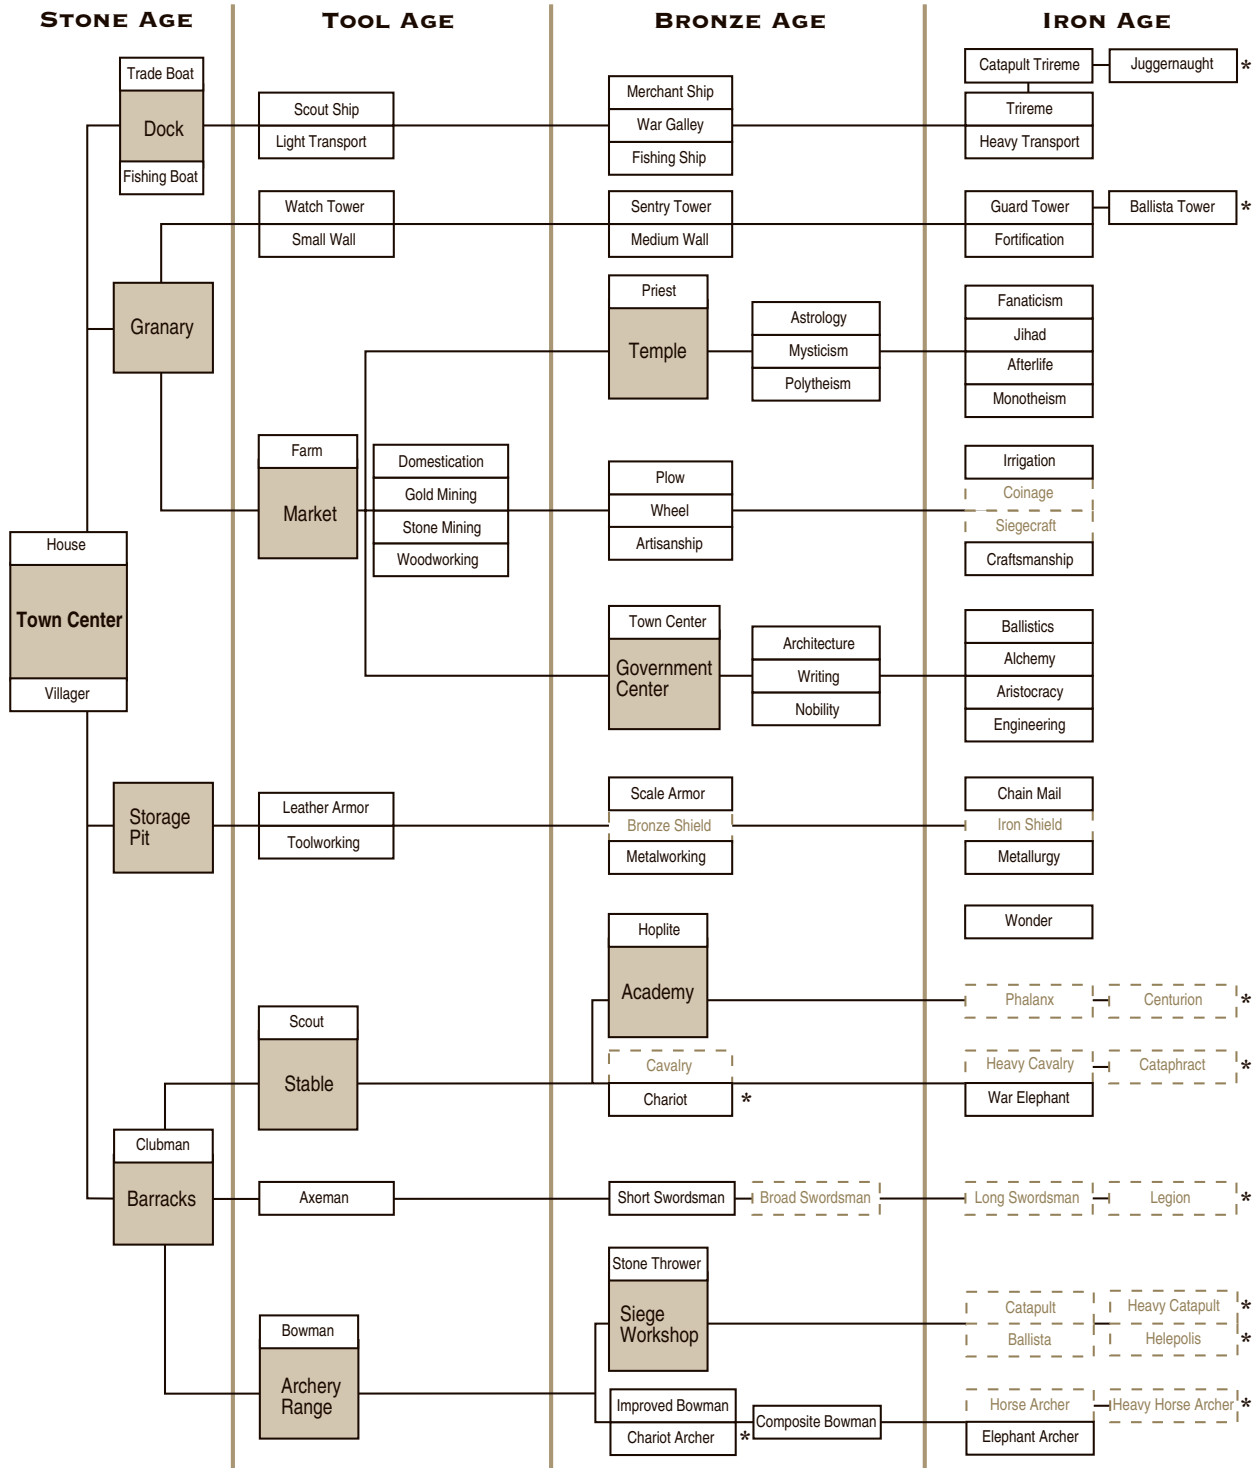 STONE AGE
TOOL AGE
BRONZE AGE
IRON AGE
Trade Boat
Dock
Fishing Boat
Scout Ship
Light Transport
Merchant Ship
War Galley
Fishing Ship
Catapult Trireme
Juggernaught *
Trireme
Heavy Transport
Granary
Watch Tower
Small Wall
Sentry Tower
Medium Wall
Guard Tower
Ballista Tower *
Fortification
Priest
Temple
Astrology
Mysticism
Polytheism
Fanaticism
Jihad
Afterlife
Monotheism
Farm
Market
Domestication
Gold Mining
Stone Mining
Woodworking
Plow
Wheel
Artisanship
Irrigation
Coinage
Siegecraft
Craftsmanship
House
Town Center
Villager
Town Center
Government
Center
Architecture
Writing
Nobility
Ballistics
Alchemy
Aristocracy
Engineering
Storage
Pit
Leather Armor
Toolworking
Scale Armor
Bronze Shield
Metalworking
Chain Mail
Iron Shield
Metallurgy
Wonder
Hoplite
Academy
Phalanx
Centurion *
Scout
Stable
Cavalry
Chariot *
Heavy Cavalry
Cataphract *
War Elephant
Clubman
Barracks
Axeman
Short Swordsman
Broad Swordsman
Long Swordsman
Legion *
Stone Thrower
Siege
Workshop
Catapult
Heavy Catapult *
Ballista
Helepolis *
Bowman
Archery
Range
Improved Bowman
Chariot Archer *
Composite Bowman
Horse Archer
Heavy Horse Archer *
Elephant Archer